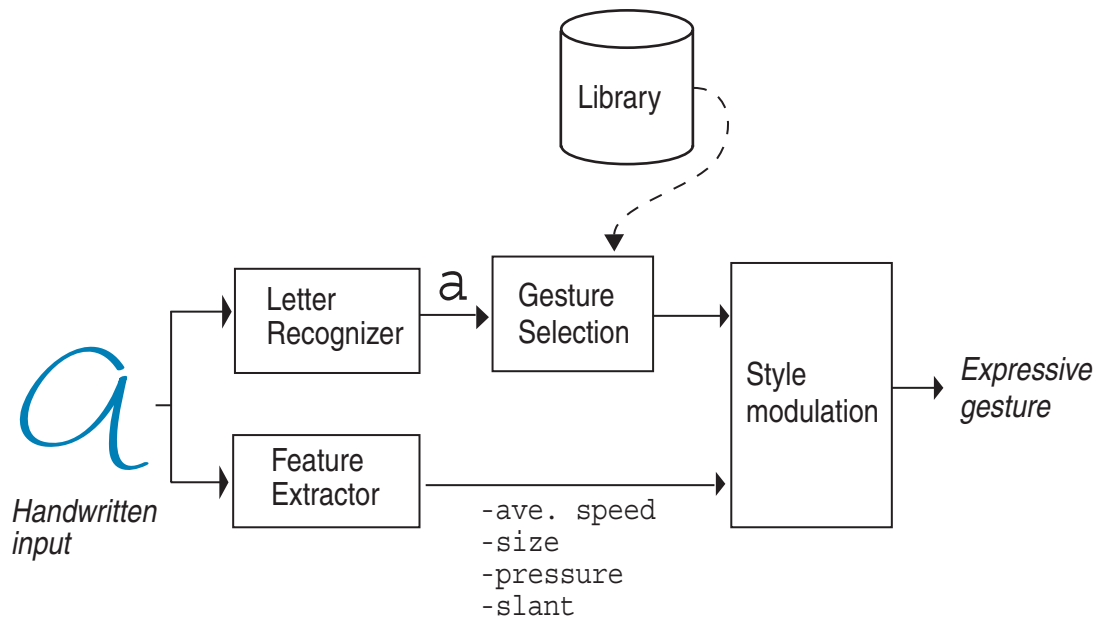 Library
Letter
Recognizer
a
Gesture
Selection
Style
modulation
Expressive
gesture
a
Handwritten
input
Feature
Extractor
-ave. speed
-size
-pressure
-slant